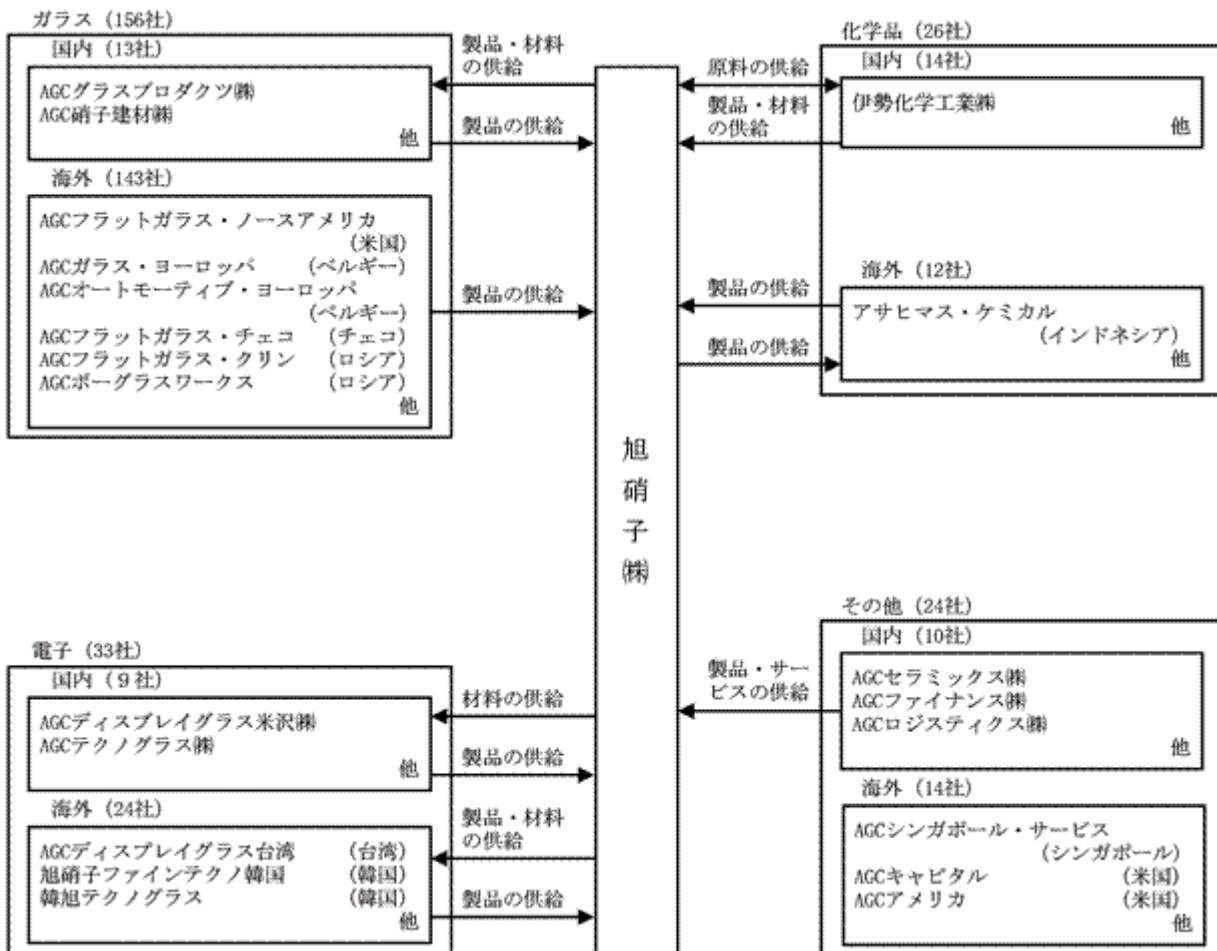 ガラス (156社)
国内 (13社)
AGCグラスプロダクツ㈱
AGC硝子建材㈱
他
製品・材料
の供給
製品の供給
海外 (143社)
AGCフラットガラス・ノースアメリカ
(米国)
AGCガラス・ヨーロッパ (ベルギー)
AGCオートモーティブ・ヨーロッパ
(ベルギー)
AGCフラットガラス・チェコ (チェコ)
AGCフラットガラス・クリン (ロシア)
AGCボーグラスワークス (ロシア)
他
製品の供給
電子 (33社)
国内 (9社)
AGCディスプレイグラス米沢㈱
AGCテクノグラス㈱
他
材料の供給
製品の供給
海外 (24社)
AGCディスプレイグラス台湾 (台湾)
旭硝子ファインテクノ韓国 (韓国)
韓旭テクノグラス (韓国)
他
製品・材料
の供給
製品の供給
旭硝子㈱
化学品 (26社)
国内 (14社)
伊勢化学工業㈱
他
原料の供給
製品・材料
の供給
海外 (12社)
アサヒマス・ケミカル
(インドネシア)
他
製品の供給
製品の供給
その他 (24社)
国内 (10社)
AGCセラミックス㈱
AGCファイナンス㈱
AGCロジスティクス㈱
他
製品・サー
ビスの供給
海外 (14社)
AGCシンガポール・サービス
(シンガポール)
AGCキャピタル (米国)
AGCアメリカ (米国)
他